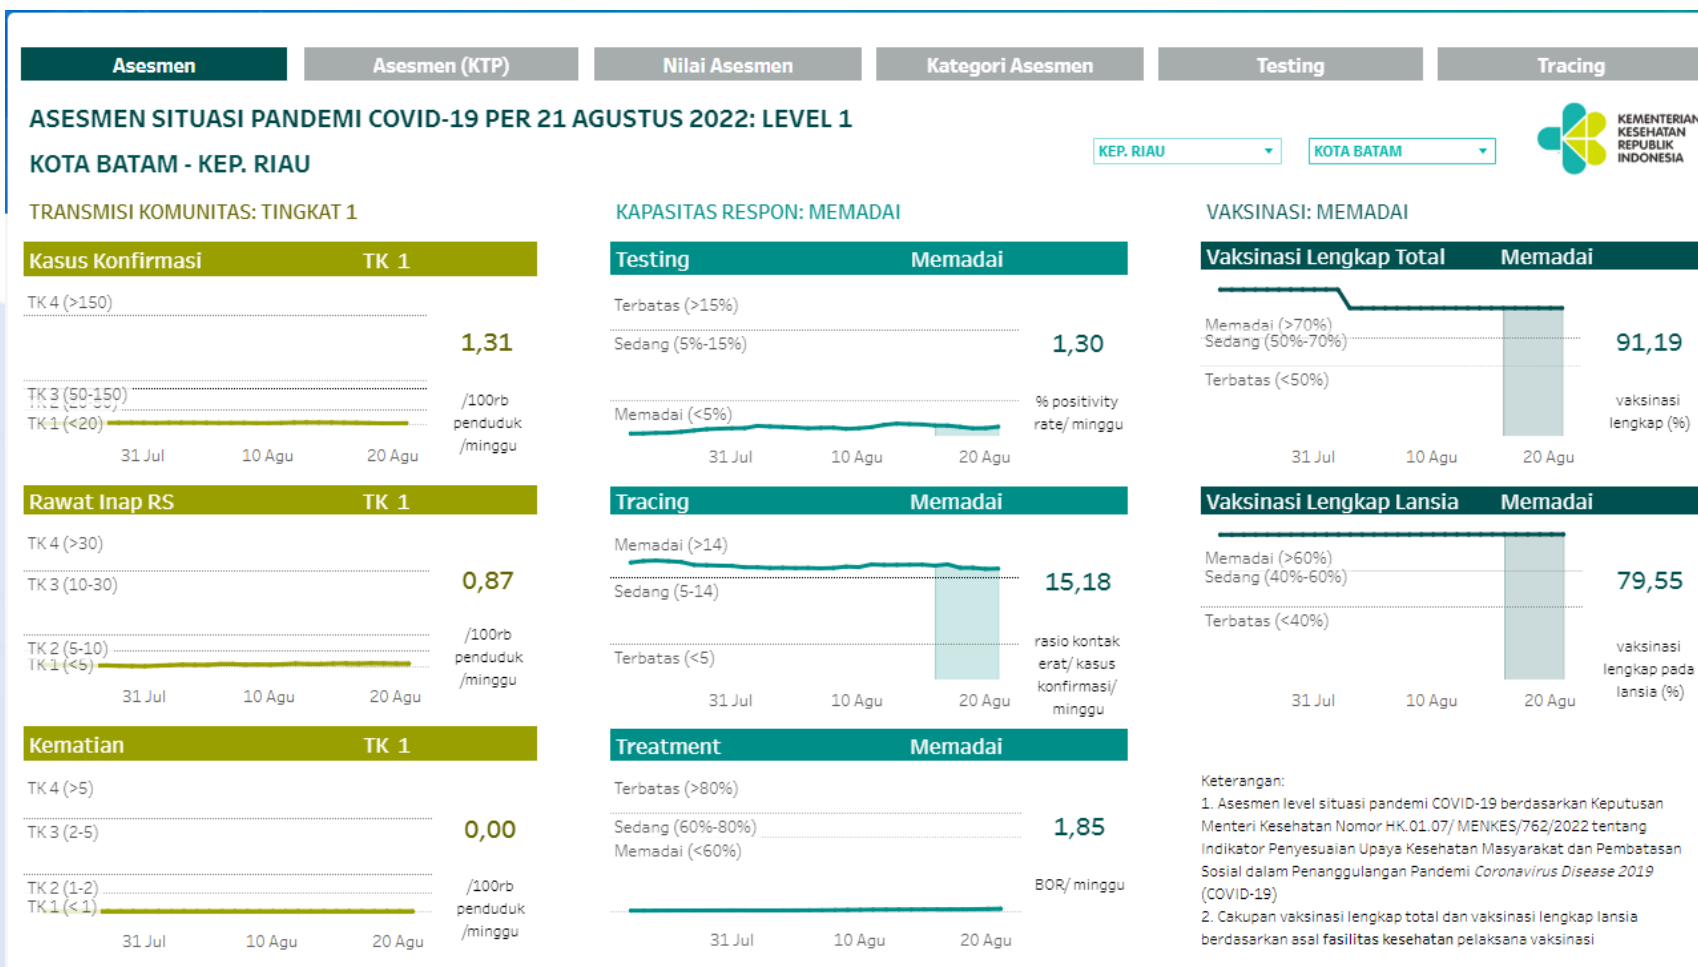 Asesmen
Asesmen (KTP)
Nilai Asesmen
Kategori Asesmen
Testing
Tracing
ASESMEN SITUASI PANDEMI COVID-19 PER 21 AGUSTUS 2022: LEVEL 1
KOTA BATAM - KEP. RIAU
KEP. RIAU
KOTA BATAM
KEMENTERIAN
KESEHATAN
REPUBLIK
INDONESIA
TRANSMISI KOMUNITAS: TINGKAT 1
Kasus Konfirmasi TK 1
TK 4 (>150)
TK 3 (50-150)
TK 1 (<20)
1,31
/100rb
penduduk
/minggu
31 Jul 10 Agu 20 Agu
Rawat Inap RS TK 1
TK 4 (>30)
TK 3 (10-30)
TK 2 (5-10)
TK 1 (<5)
0,87
/100rb
penduduk
/minggu
31 Jul 10 Agu 20 Agu
Kematian TK 1
TK 4 (>5)
TK 3 (2-5)
TK 2 (1-2)
TK 1 (< 1)
0,00
/100rb
penduduk
/minggu
31 Jul 10 Agu 20 Agu
KAPASITAS RESPON: MEMADAI
Testing Memadai
Terbatas (>15%)
Sedang (5%-15%)
Memadai (<5%)
1,30
% positivity
rate/ minggu
31 Jul 10 Agu 20 Agu
Tracing Memadai
Memadai (>14)
Sedang (5-14)
Terbatas (<5)
15,18
rasio kontak
erat/ kasus
konfirmasi/
minggu
31 Jul 10 Agu 20 Agu
Treatment Memadai
Terbatas (>80%)
Sedang (60%-80%)
Memadai (<60%)
1,85
BOR/ minggu
31 Jul 10 Agu 20 Agu
VAKSINASI: MEMADAI
Vaksinasi Lengkap Total Memadai
Memadai (>70%)
Sedang (50%-70%)
Terbatas (<50%)
91,19
vaksinasi
lengkap (%)
31 Jul 10 Agu 20 Agu
Vaksinasi Lengkap Lansia Memadai
Memadai (>60%)
Sedang (40%-60%)
Terbatas (<40%)
79,55
vaksinasi
lengkap pada
lansia (%)
31 Jul 10 Agu 20 Agu
Keterangan:
1. Asesmen level situasi pandemi COVID-19 berdasarkan Keputusan
Menteri Kesehatan Nomor HK.01.07/ MENKES/762/2022 tentang
Indikator Penyesuaian Upaya Kesehatan Masyarakat dan Pembatasan
Sosial dalam Penanggulangan Pandemi Coronavirus Disease 2019
(COVID-19)
2. Cakupan vaksinasi lengkap total dan vaksinasi lengkap lansia
berdasarkan asal fasilitas kesehatan pelaksana vaksinasi